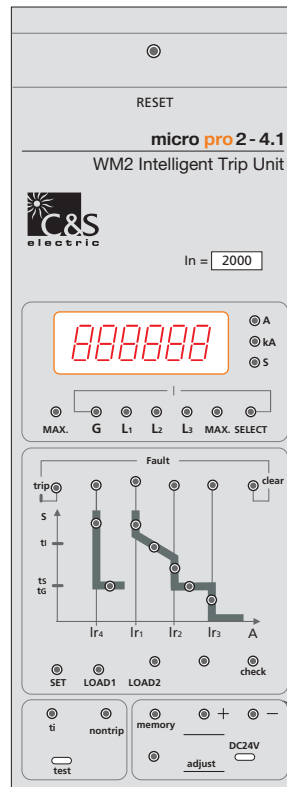 RESET
micro pro 2 - 4.1
WM2 Intelligent Trip Unit
C&S
electric
In = 2000
888888
A
kA
S
I
MAX. G L1 L2 L3 MAX. SELECT
Fault
trip
clear
S
tI
tS
tG
Ir4 Ir1 Ir2 Ir3 A
SET LOAD1 LOAD2 check
ti nontrip memory + −
test adjust DC24V